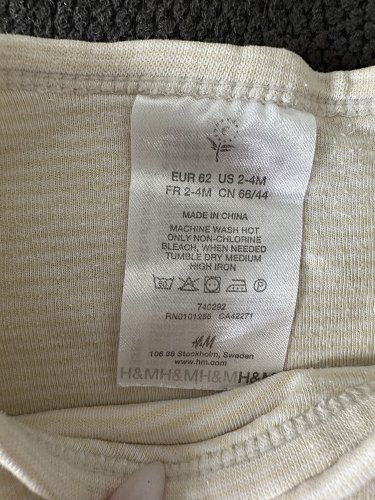 EUR 62 US 2-4M
FR 2-4M CN 66/44
MADE IN CHINA
MACHINE WASH HOT
ONLY NON-CHLORINE
BLEACH, WHEN NEEDED
TUMBLE DRY MEDIUM
HIGH IRON
P
740292
RN0101255 CA42271
H&M
106 38 Stockholm, Sweden
www.hm.com
H&MH&MH&MH&M